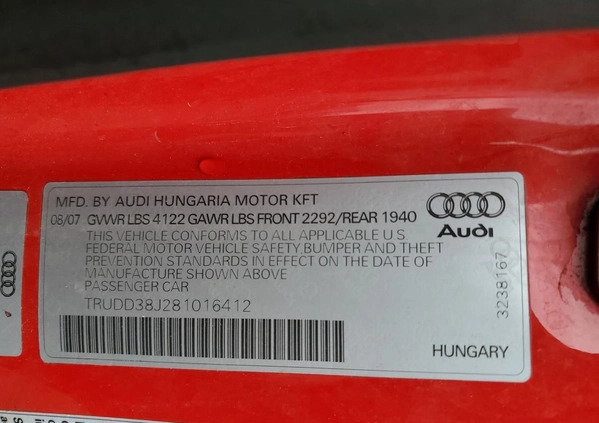 MFD. BY AUDI HUNGARIA MOTOR KFT
08/07 GVWR LBS 4122 GAWR LBS FRONT 2292/REAR 1940
THIS VEHICLE CONFORMS TO ALL APPLICABLE U.S.
FEDERAL MOTOR VEHICLE SAFETY, BUMPER AND THEFT
PREVENTION STANDARDS IN EFFECT ON THE DATE OF
MANUFACTURE SHOWN ABOVE
PASSENGER CAR
TRUDD38J281016412
Audi
3238167
HUNGARY